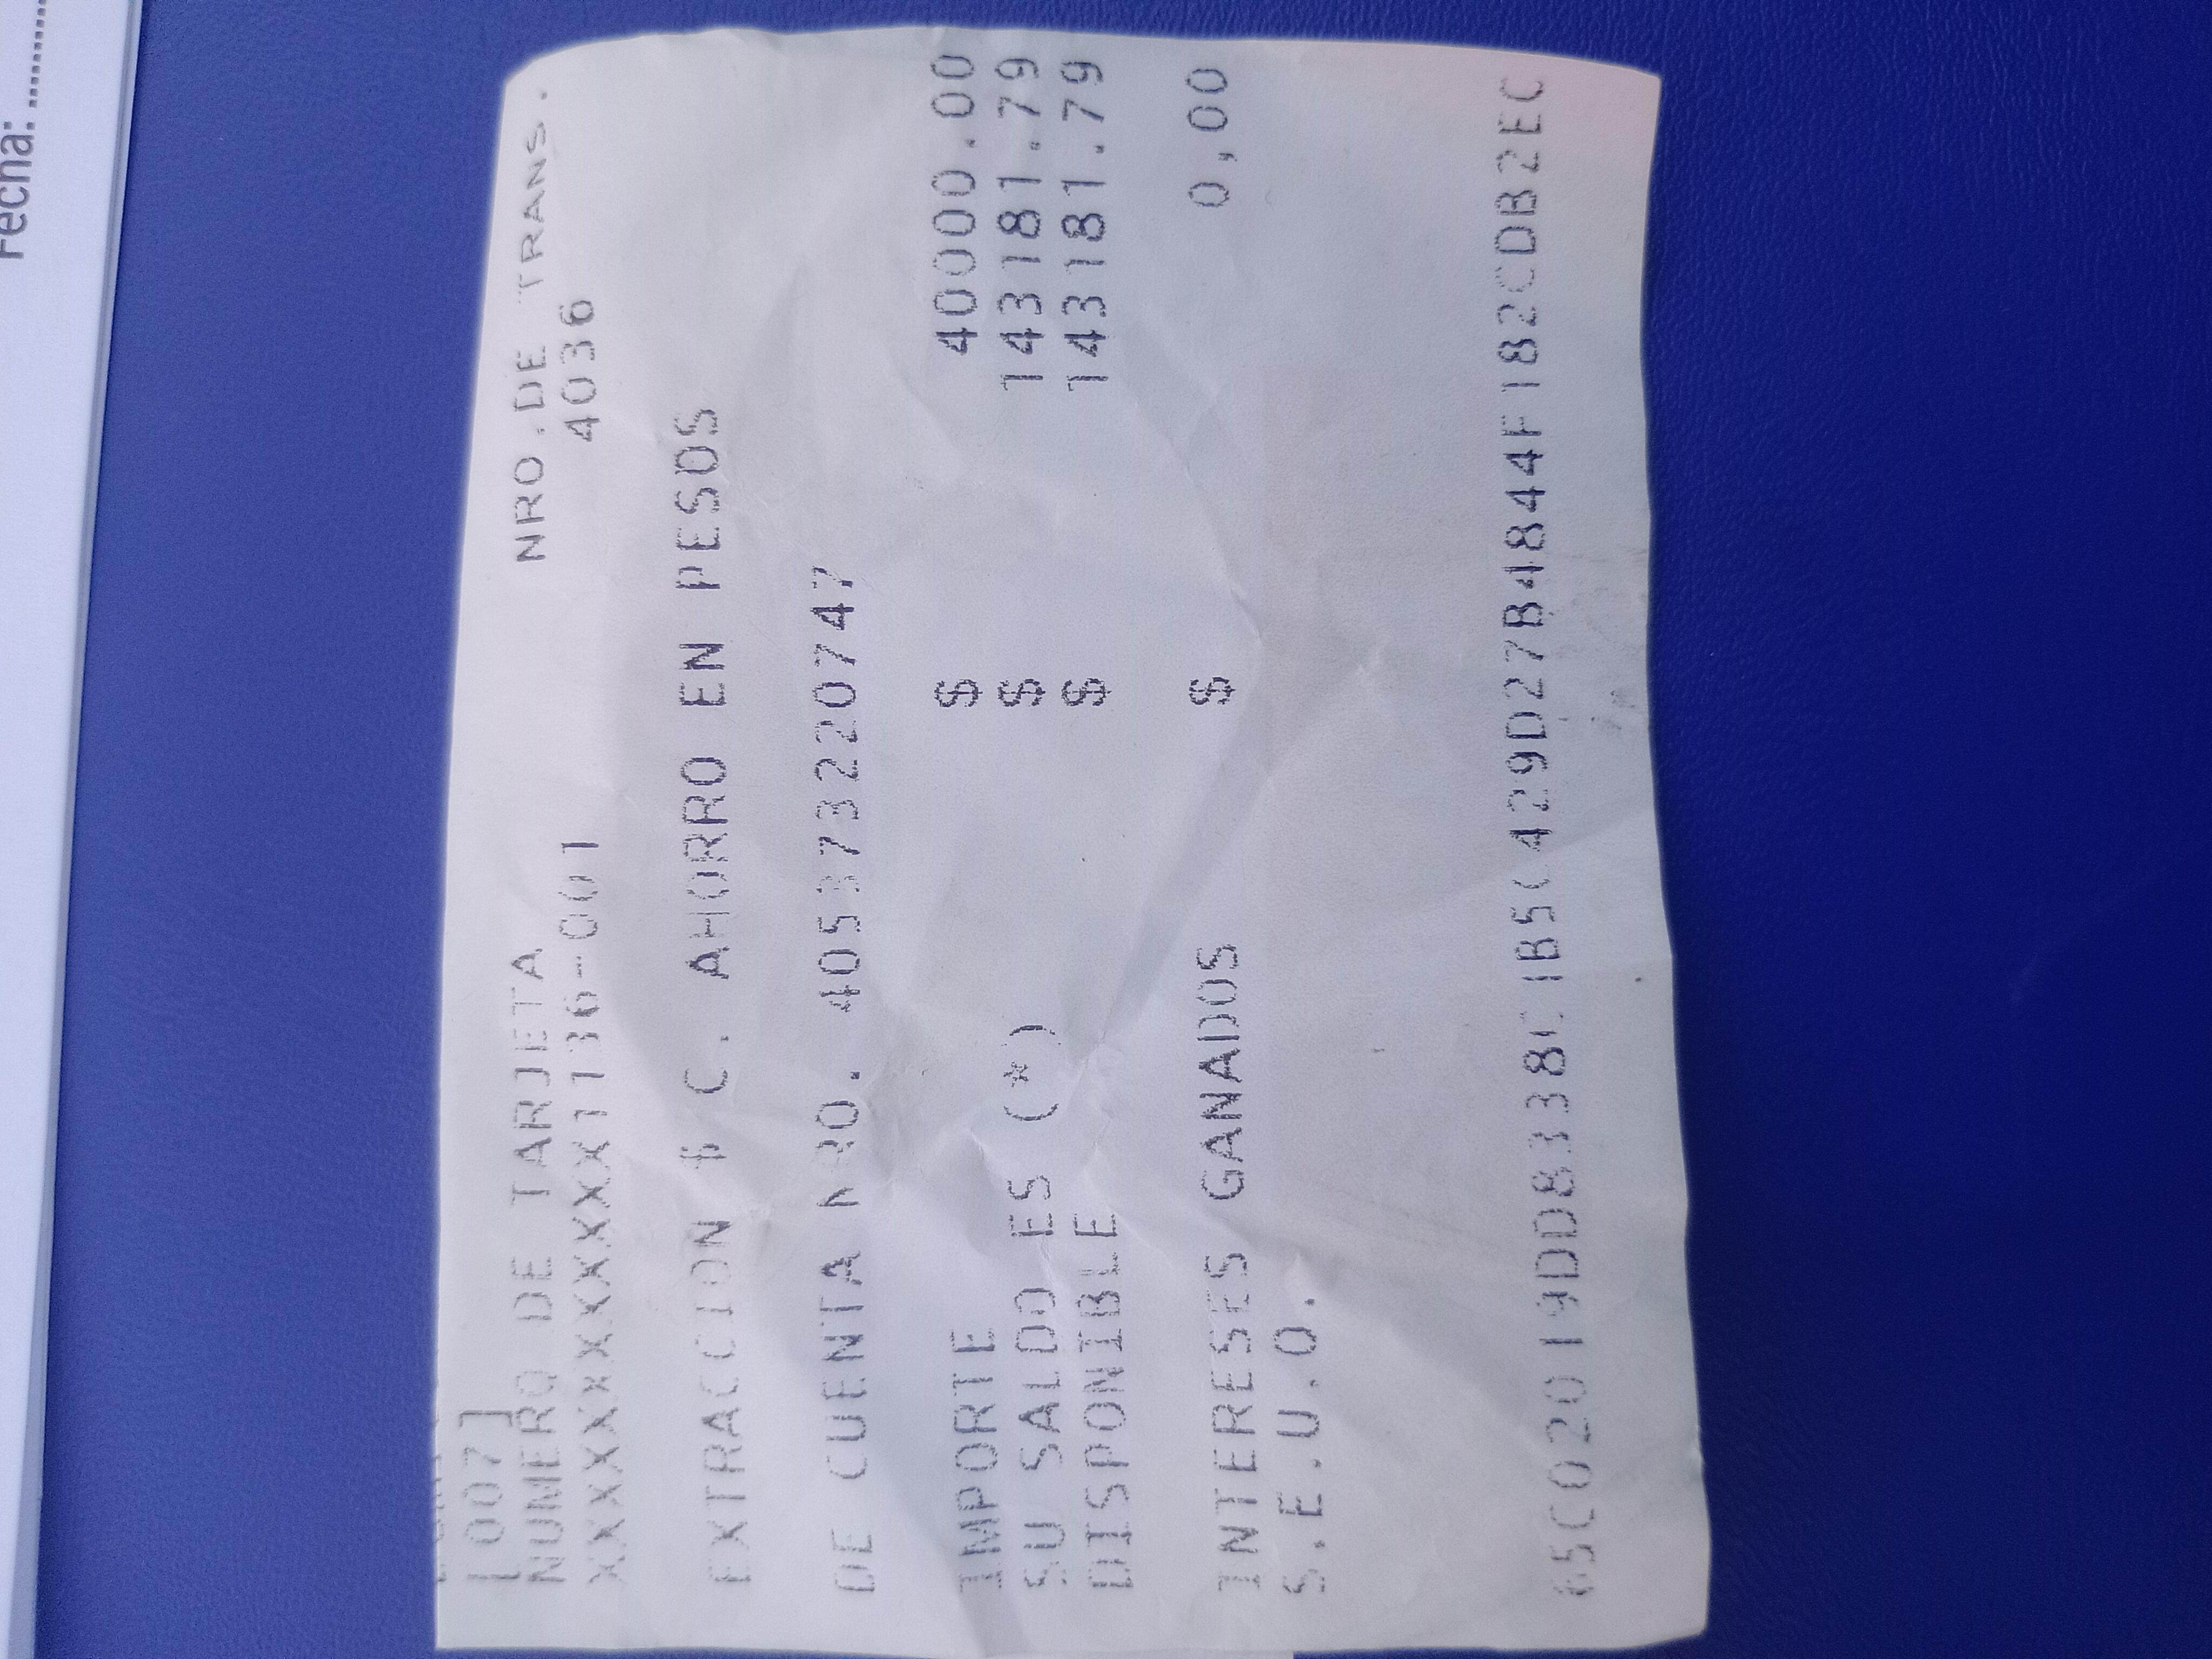 Fecha:
[007]
NUMERO DE TARJETA NRO.DE TRANS.
XXXXXXXXXXXX1136-001 4036
EXTRACCION $ C. AHORRO EN PESOS
DE CUENTA NRO. 4053732220747
IMPORTE $ 40000.00
SU SALDO ES (*) $ 143181.79
DISPONIBLE $ 143181.79
INTERESES GANADOS $ 0,00
S.E.U.O.